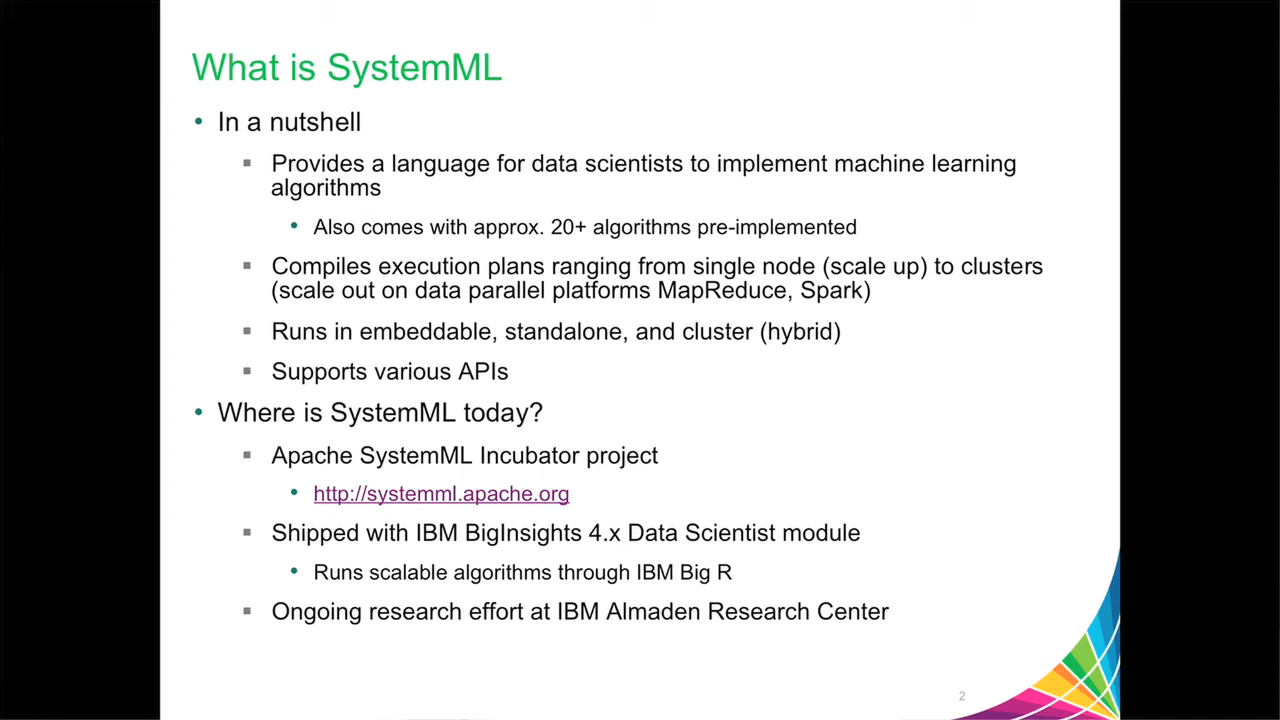 What is SystemML
• In a nutshell
▪ Provides a language for data scientists to implement machine learning
algorithms
• Also comes with approx. 20+ algorithms pre-implemented
▪ Compiles execution plans ranging from single node (scale up) to clusters
(scale out on data parallel platforms MapReduce, Spark)
▪ Runs in embeddable, standalone, and cluster (hybrid)
▪ Supports various APIs
• Where is SystemML today?
▪ Apache SystemML Incubator project
• http://systemml.apache.org
▪ Shipped with IBM BigInsights 4.x Data Scientist module
• Runs scalable algorithms through IBM Big R
▪ Ongoing research effort at IBM Almaden Research Center
2